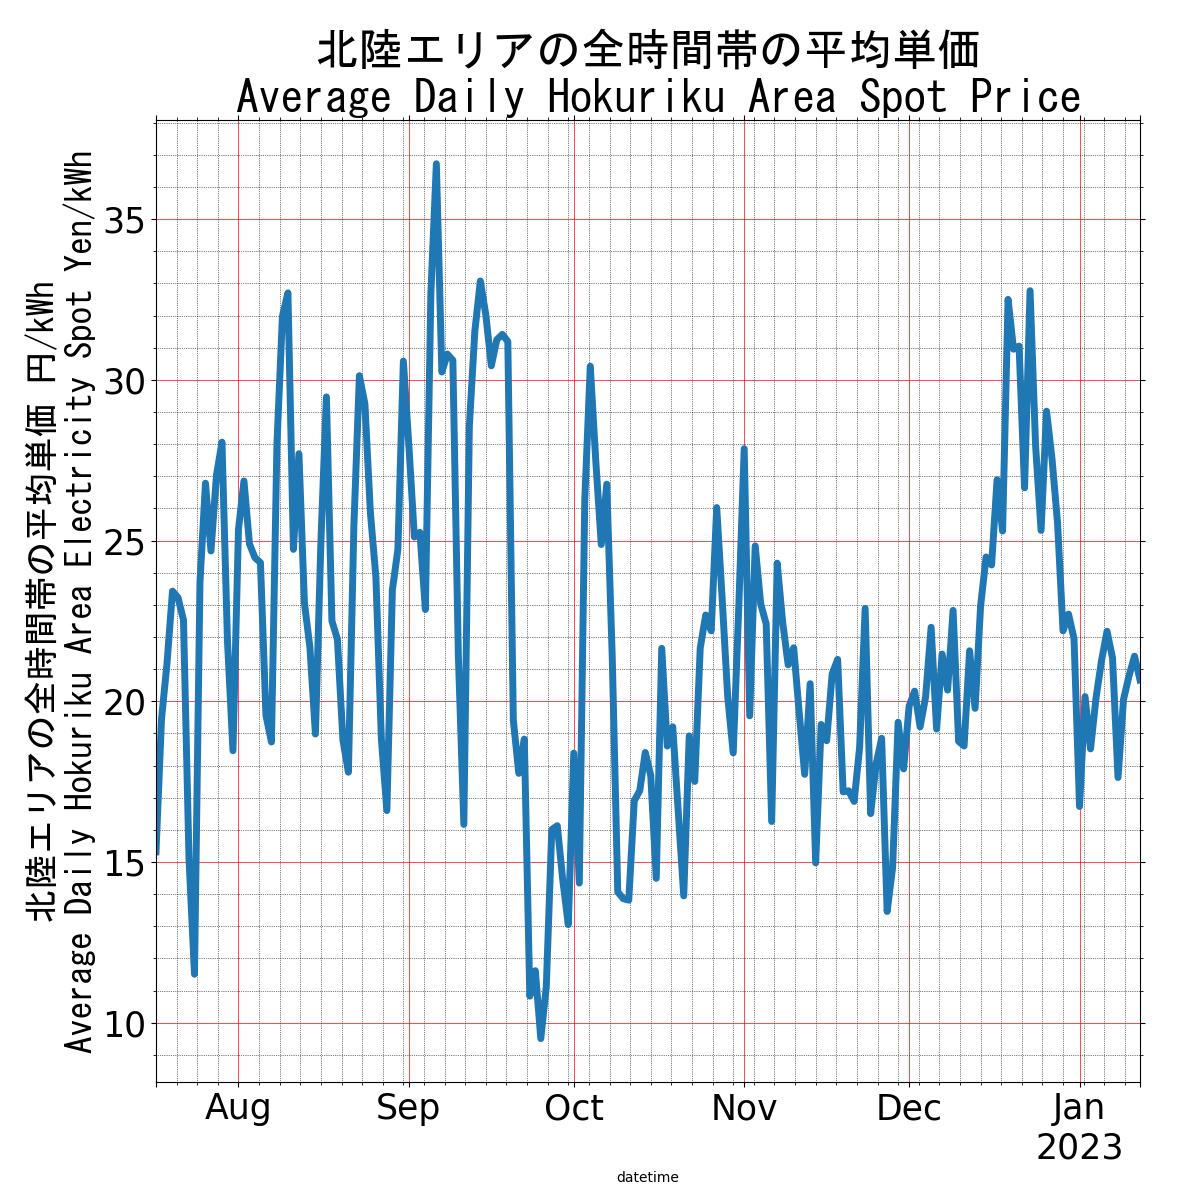 北陸エリアの全時間帯の平均単価
Average Daily Hokuriku Area Spot Price
北陸エリアの全時間帯の平均単価 円/kWh
Average Daily Hokuriku Area Electricity Spot Yen/kWh
35
30
25
20
15
10
Aug Sep Oct Nov Dec Jan
2023
datetime